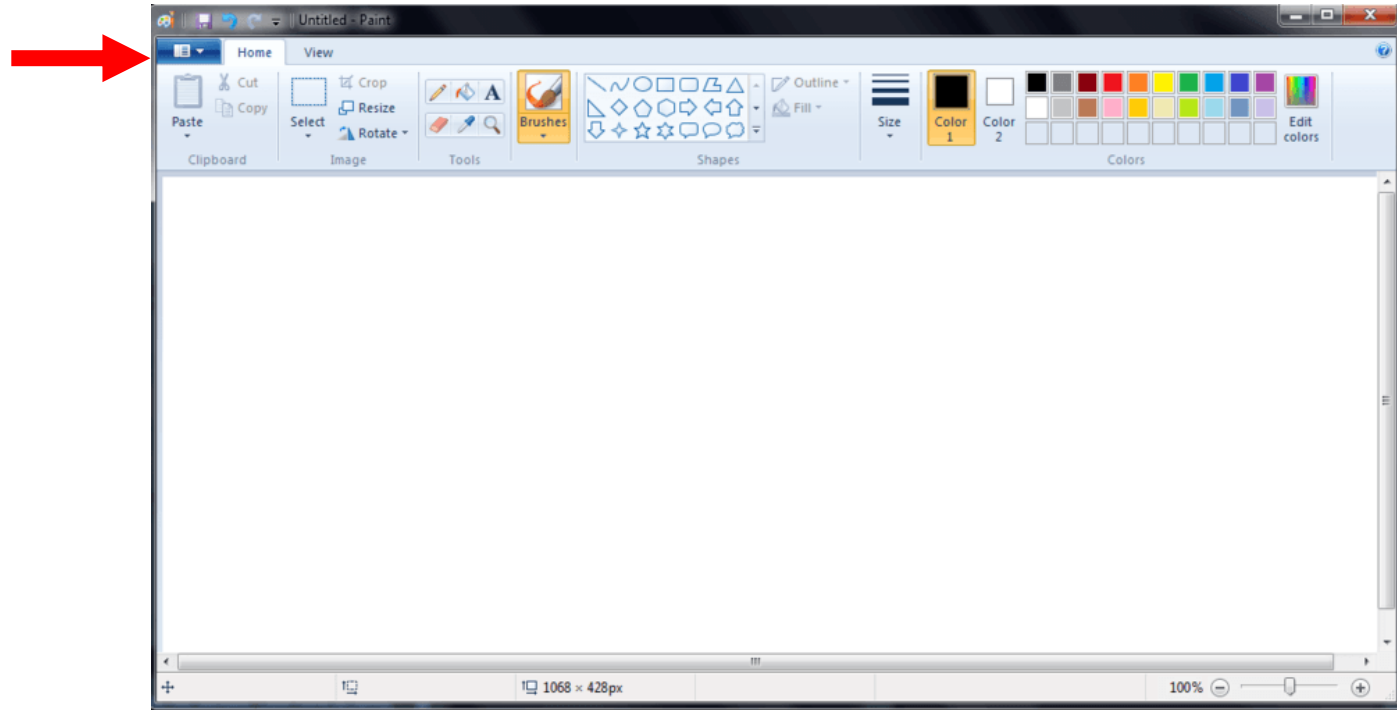 Untitled - Paint
Home View
Cut
Copy
Paste
Clipboard
Select
Crop
Resize
Rotate
Image
A
Tools
Brushes
Shapes
Outline
Fill
Size
Color
1
Color
2
Edit
colors
Colors
1068 × 428px
100%